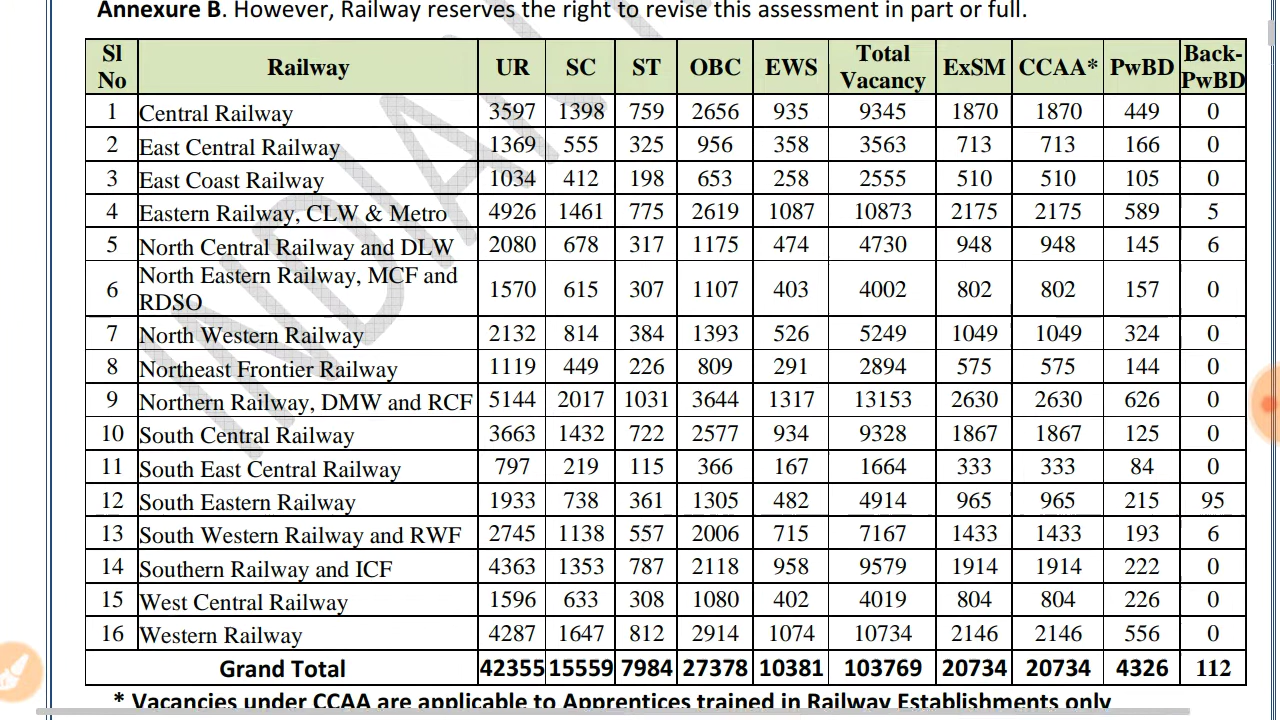 Annexure B. However, Railway reserves the right to revise this assessment in part or full.
Sl No Railway UR SC ST OBC EWS Total Vacancy ExSM CCAA* PwBD Back-PwBD
1 Central Railway 3597 1398 759 2656 935 9345 1870 1870 449 0
2 East Central Railway 1369 555 325 956 358 3563 713 713 166 0
3 East Coast Railway 1034 412 198 653 258 2555 510 510 105 0
4 Eastern Railway, CLW & Metro 4926 1461 775 2619 1087 10873 2175 2175 589 5
5 North Central Railway and DLW 2080 678 317 1175 474 4730 948 948 145 6
6 North Eastern Railway, MCF and RDSO 1570 615 307 1107 403 4002 802 802 157 0
7 North Western Railway 2132 814 384 1393 526 5249 1049 1049 324 0
8 Northeast Frontier Railway 1119 449 226 809 291 2894 575 575 144 0
9 Northern Railway, DMW and RCF 5144 2017 1031 3644 1317 13153 2630 2630 626 0
10 South Central Railway 3663 1432 722 2577 934 9328 1867 1867 125 0
11 South East Central Railway 797 219 115 366 167 1664 333 333 84 0
12 South Eastern Railway 1933 738 361 1305 482 4914 965 965 215 95
13 South Western Railway and RWF 2745 1138 557 2006 715 7167 1433 1433 193 6
14 Southern Railway and ICF 4363 1353 787 2118 958 9579 1914 1914 222 0
15 West Central Railway 1596 633 308 1080 402 4019 804 804 226 0
16 Western Railway 4287 1647 812 2914 1074 10734 2146 2146 556 0
Grand Total 42355 15559 7984 27378 10381 103769 20734 20734 4326 112
* Vacancies under CCAA are applicable to Apprentices trained in Railway Establishments only
INDIAN